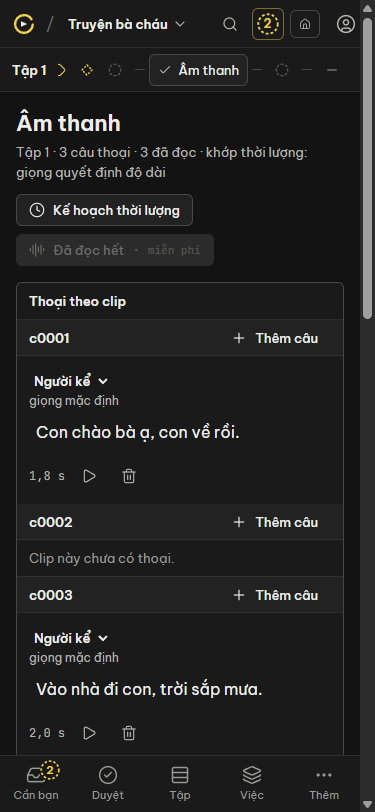 / Truyện bà cháu
2
Tập 1
Âm thanh
Âm thanh
Tập 1 · 3 câu thoại · 3 đã đọc · khớp thời lượng:
giọng quyết định độ dài
Kế hoạch thời lượng
Đã đọc hết · miễn phí
Thoại theo clip
c0001
Thêm câu
Người kể
giọng mặc định
Con chào bà ạ, con về rồi.
1,8 s
c0002
Thêm câu
Clip này chưa có thoại.
c0003
Thêm câu
Người kể
giọng mặc định
Vào nhà đi con, trời sắp mưa.
2,0 s
2
Cần bạn
Duyệt
Tập
Việc
Thêm